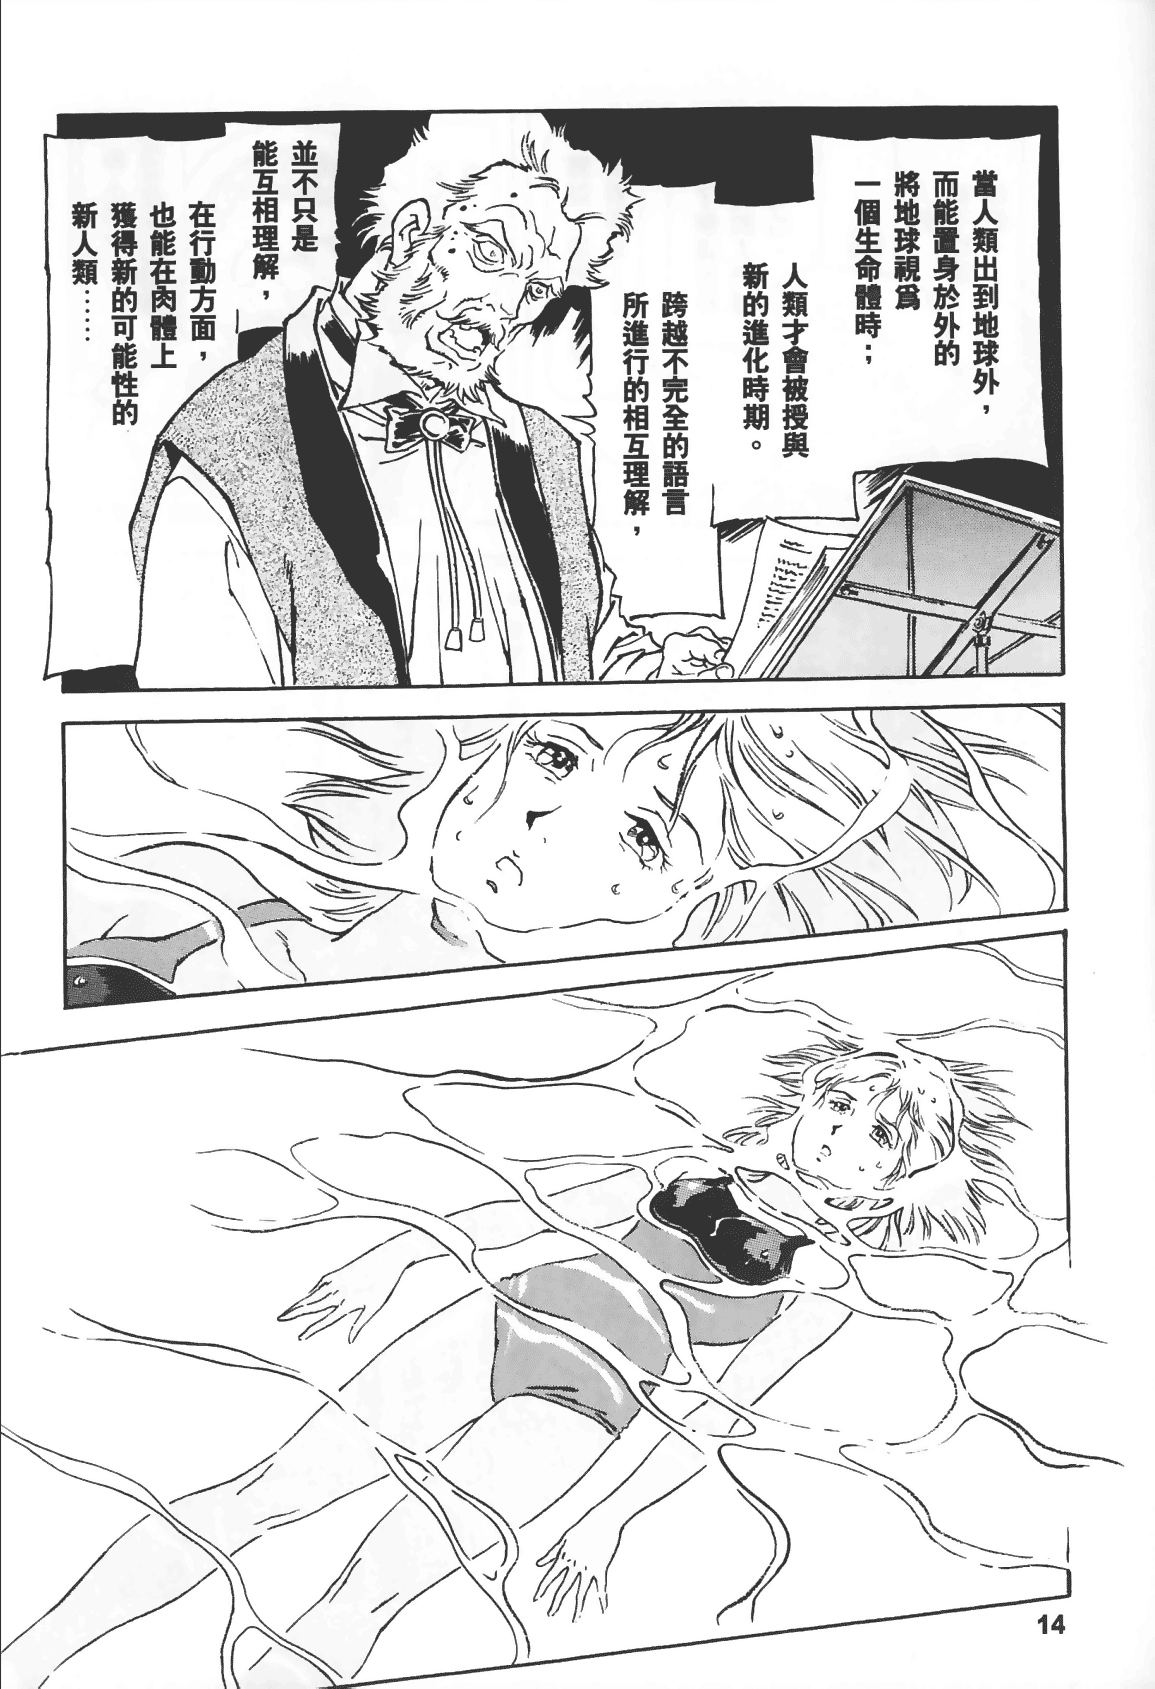 當人類出到地球外，
而能置身於外的
將地球視爲
一個生命體時；
人類才會被授與
新的進化時期。
跨越不完全的語言
所進行的相互理解，
並不只是
能互相理解，
在行動方面，
也能在肉體上
獲得新的可能性的
新人類……
14